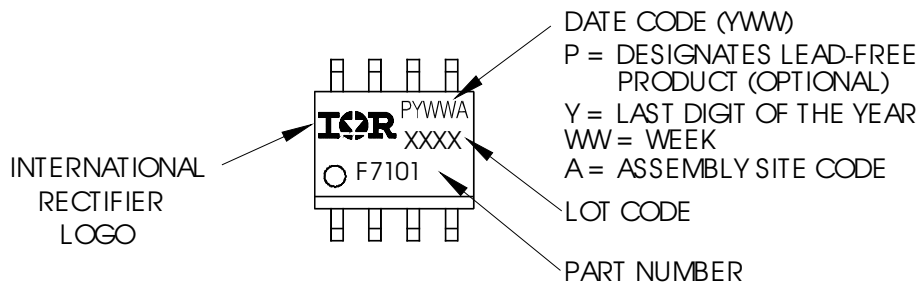 DATE CODE (YWW)
P = DESIGNATES LEAD-FREE
PRODUCT (OPTIONAL)
Y = LAST DIGIT OF THE YEAR
WW = WEEK
A = ASSEMBLY SITE CODE
LOT CODE
PART NUMBER
INTERNATIONAL
RECTIFIER
LOGO
IOR
PYWWA
XXXX
F7101